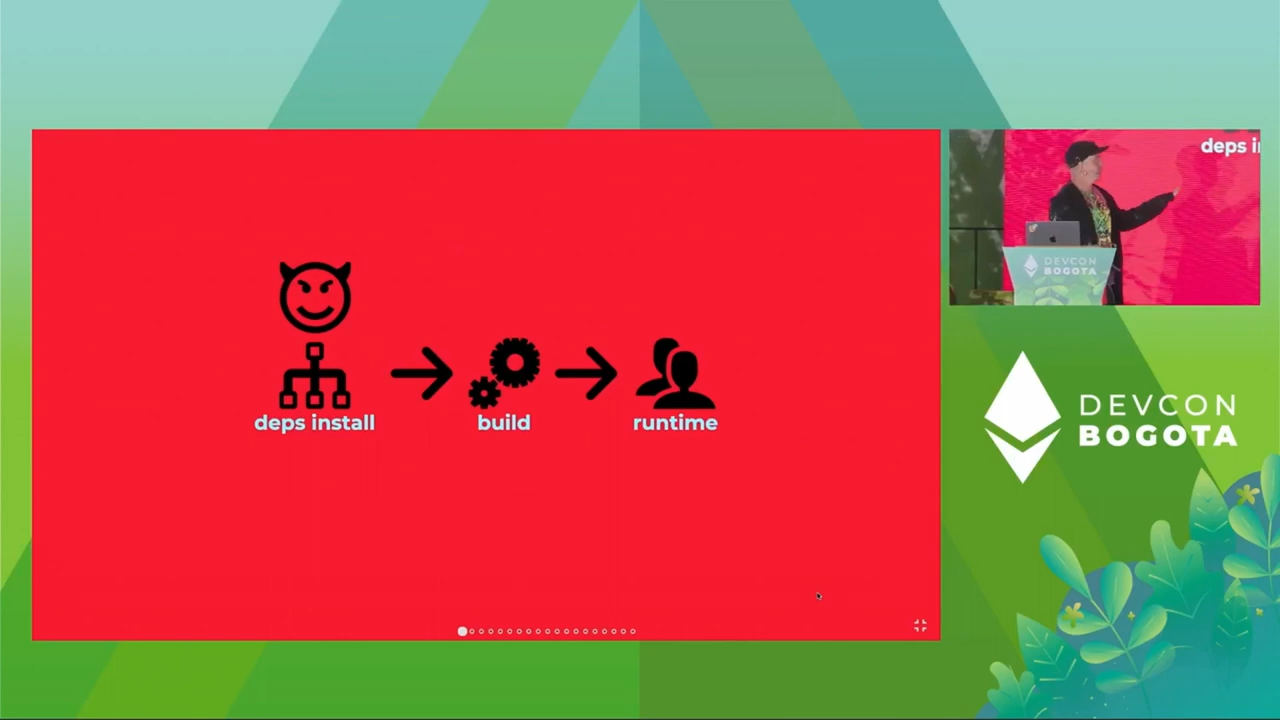 deps install
build
runtime
deps i
DEVCON
BOGOTA
DEVCON
BOGOTA